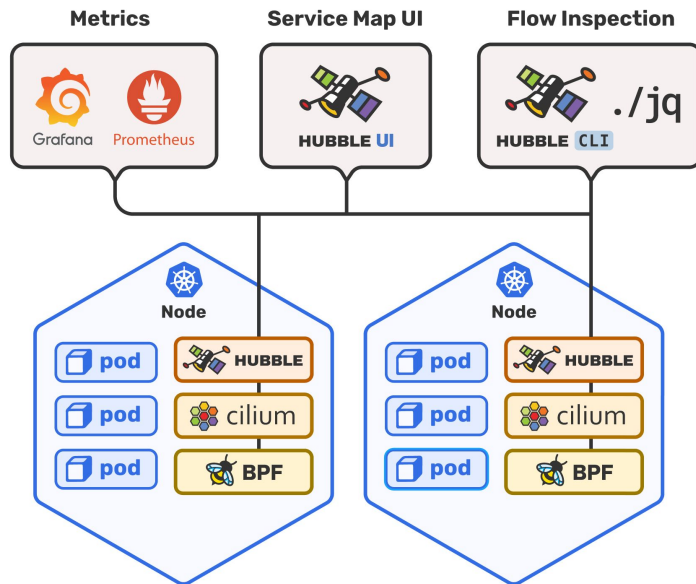 Metrics
Service Map UI
Flow Inspection
Grafana
Prometheus
HUBBLE UI
./jq
HUBBLE CLI
Node
Node
pod
HUBBLE
pod
HUBBLE
pod
cilium
pod
cilium
pod
BPF
pod
BPF